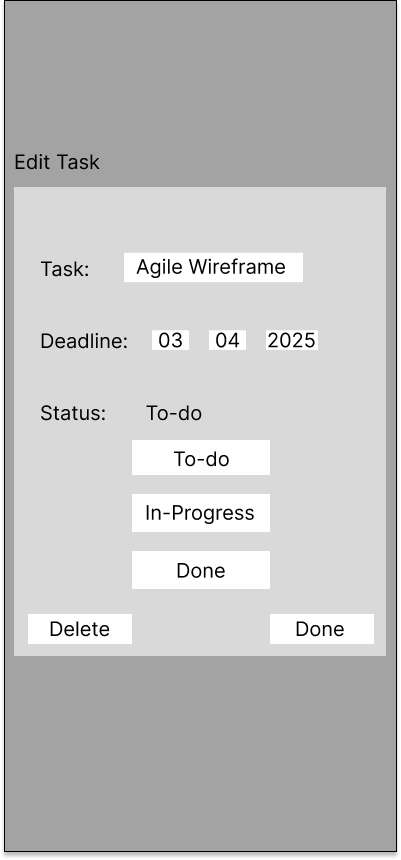 Edit Task
Task: Agile Wireframe
Deadline: 03 04 2025
Status: To-do
To-do
In-Progress
Done
Delete Done